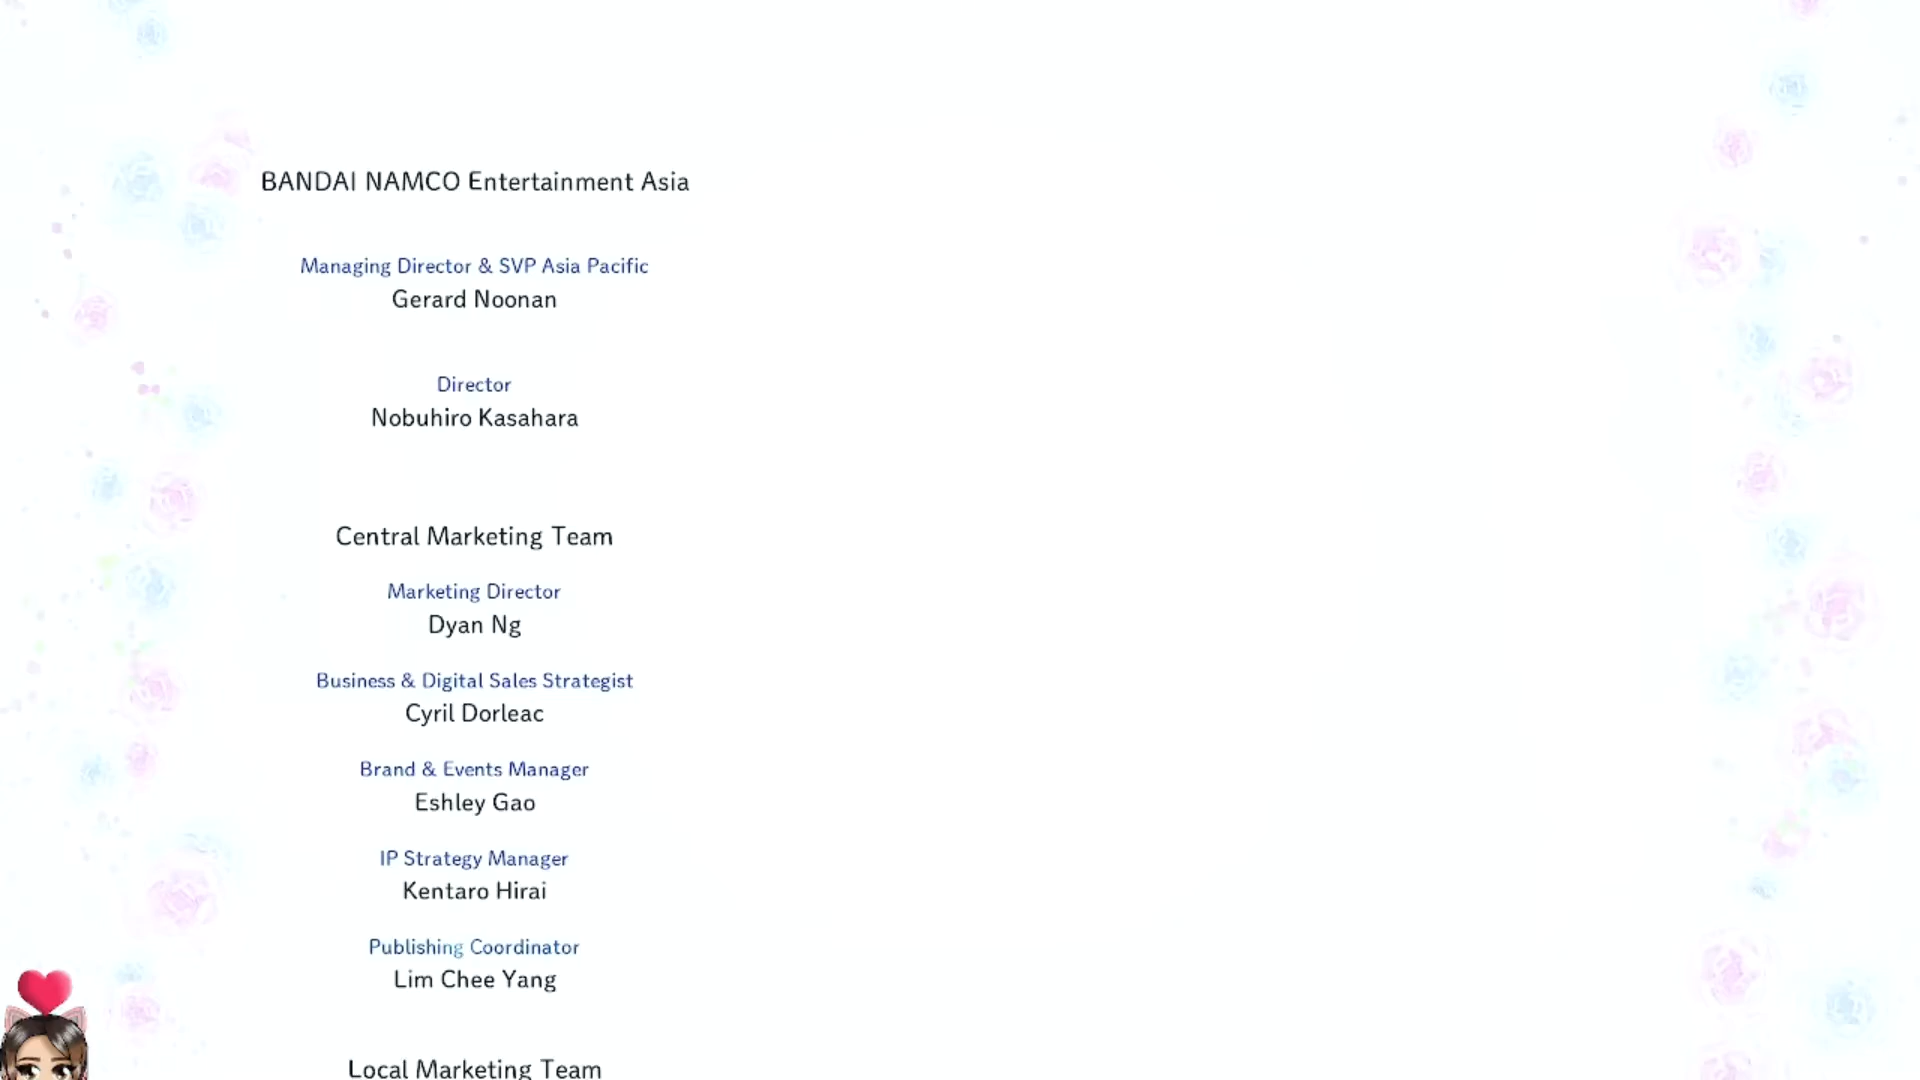 BANDAI NAMCO Entertainment Asia
Managing Director & SVP Asia Pacific
Gerard Noonan
Director
Nobuhiro Kasahara
Central Marketing Team
Marketing Director
Dyan Ng
Business & Digital Sales Strategist
Cyril Dorleac
Brand & Events Manager
Eshley Gao
IP Strategy Manager
Kentaro Hirai
Publishing Coordinator
Lim Chee Yang
Local Marketing Team